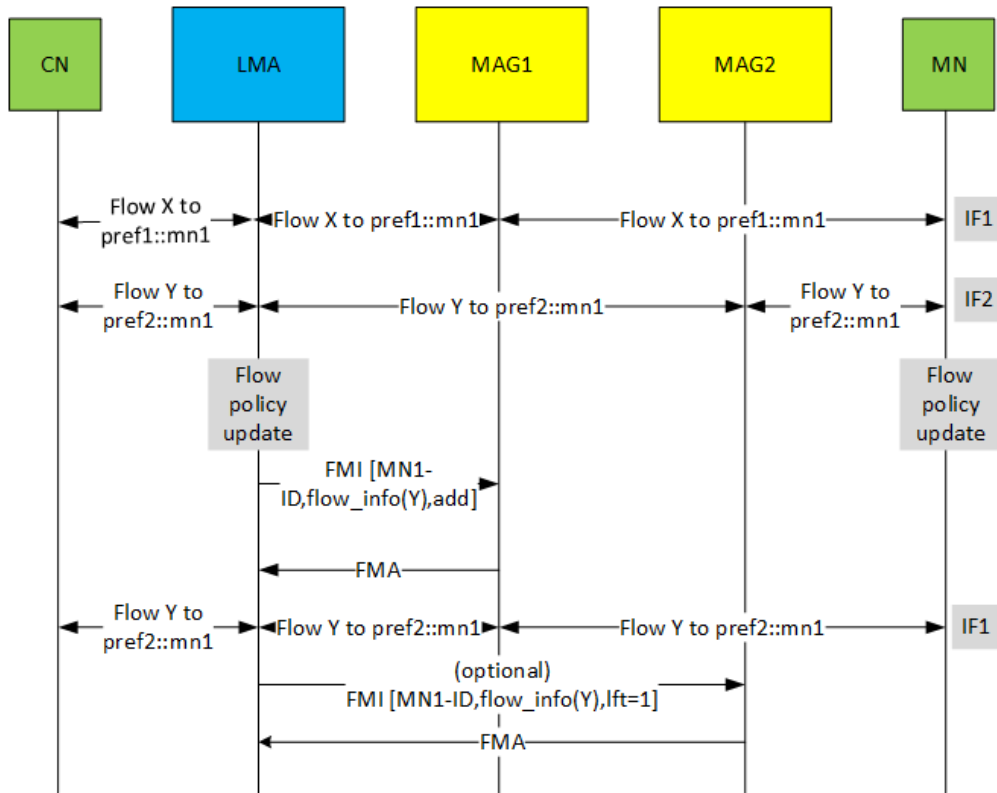 CN
LMA
MAG1
MAG2
MN
Flow X to
pref1::mn1
Flow X to pref1::mn1
Flow X to pref1::mn1
IF1
Flow Y to
pref2::mn1
Flow Y to pref2::mn1
Flow Y to
pref2::mn1
IF2
Flow
policy
update
Flow
policy
update
FMI [MN1-
ID,flow_info(Y),add]
FMA
Flow Y to
pref2::mn1
Flow Y to pref2::mn1
Flow Y to pref2::mn1
IF1
(optional)
FMI [MN1-ID,flow_info(Y),lft=1]
FMA